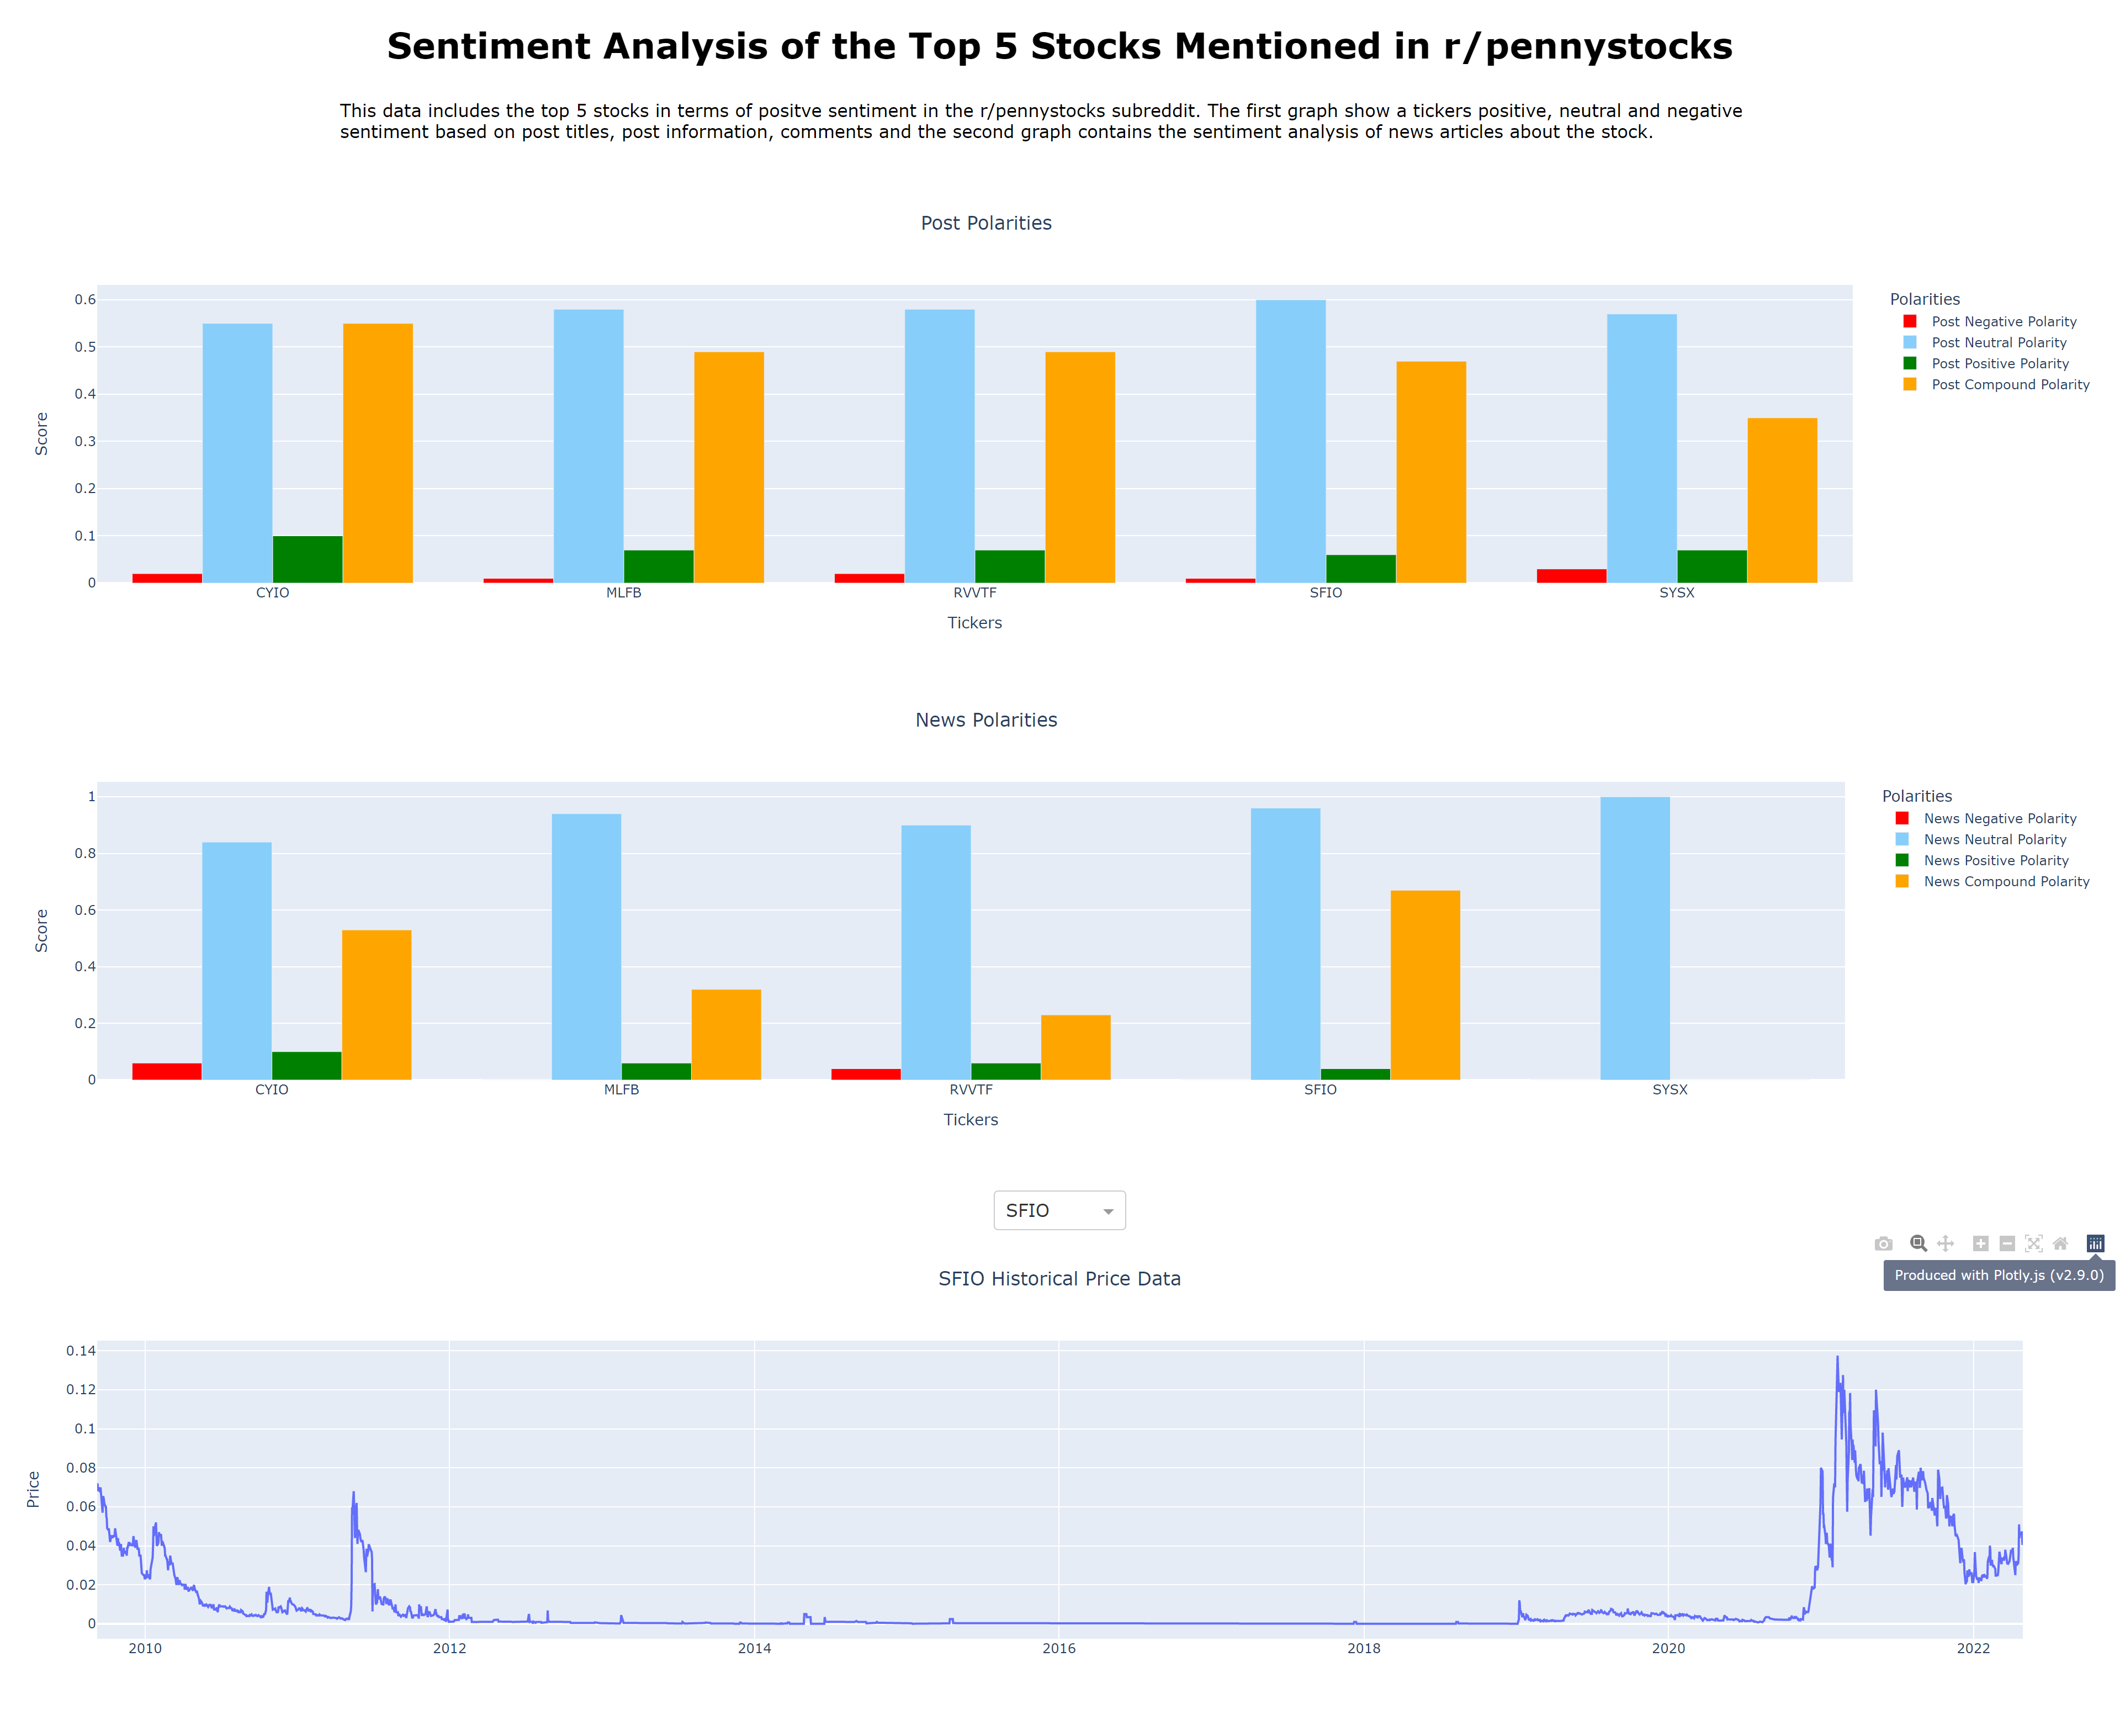 Sentiment Analysis of the Top 5 Stocks Mentioned in r/pennystocks
This data includes the top 5 stocks in terms of positve sentiment in the r/pennystocks subreddit. The first graph show a tickers positive, neutral and negative
sentiment based on post titles, post information, comments and the second graph contains the sentiment analysis of news articles about the stock.
Post Polarities
0.6
0.5
0.4
0.3
0.2
0.1
0
Score
CYIO MLFB RVVTF SFIO SYSX
Tickers
Polarities
Post Negative Polarity
Post Neutral Polarity
Post Positive Polarity
Post Compound Polarity
News Polarities
1
0.8
0.6
0.4
0.2
0
Score
CYIO MLFB RVVTF SFIO SYSX
Tickers
Polarities
News Negative Polarity
News Neutral Polarity
News Positive Polarity
News Compound Polarity
SFIO
Produced with Plotly.js (v2.9.0)
SFIO Historical Price Data
0.14
0.12
0.1
0.08
0.06
0.04
0.02
0
Price
2010 2012 2014 2016 2018 2020 2022